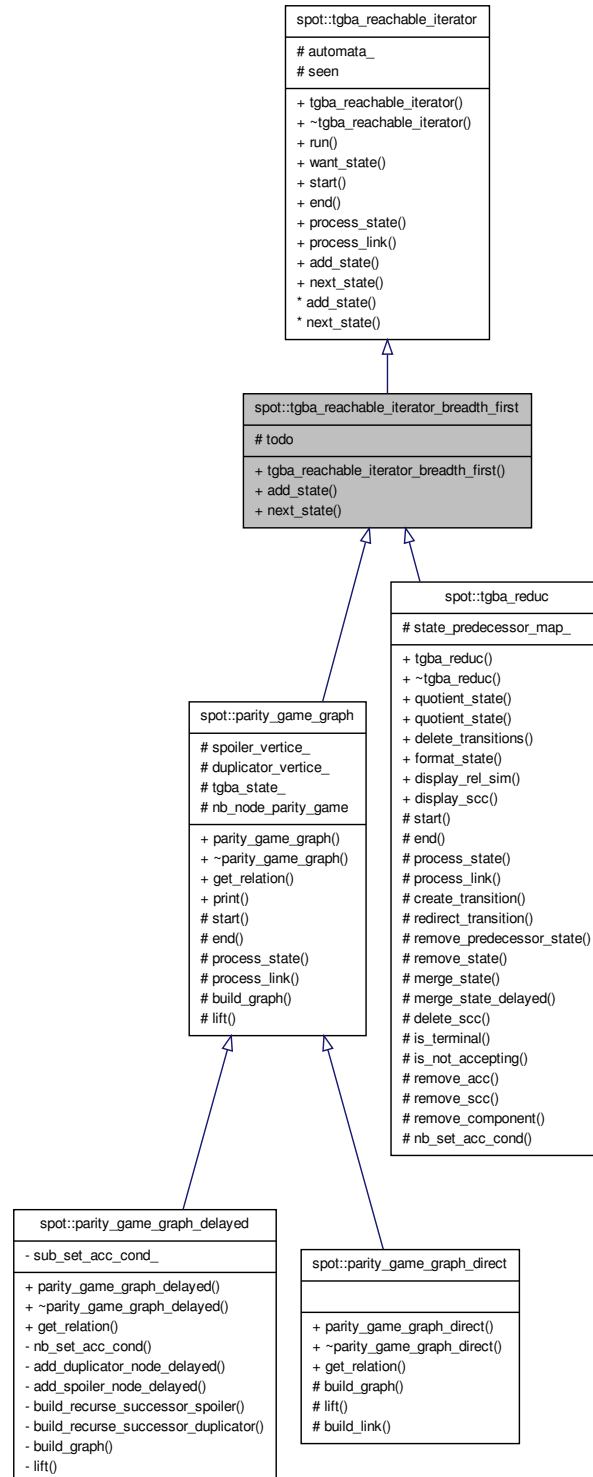 spot::tgba_reachable_iterator
# automata_
# seen
+ tgba_reachable_iterator()
+ ~tgba_reachable_iterator()
+ run()
+ want_state()
+ start()
+ end()
+ process_state()
+ process_link()
+ add_state()
+ next_state()
* add_state()
* next_state()
spot::tgba_reachable_iterator_breadth_first
# todo
+ tgba_reachable_iterator_breadth_first()
+ add_state()
+ next_state()
spot::tgba_reduc
# state_predecessor_map_
+ tgba_reduc()
+ ~tgba_reduc()
+ quotient_state()
+ quotient_state()
+ delete_transitions()
+ format_state()
+ display_rel_sim()
+ display_scc()
# start()
# end()
# process_state()
# process_link()
# create_transition()
# redirect_transition()
# remove_predecessor_state()
# remove_state()
# merge_state()
# merge_state_delayed()
# delete_scc()
# is_terminal()
# is_not_accepting()
# remove_acc()
# remove_scc()
# remove_component()
# nb_set_acc_cond()
spot::parity_game_graph
# spoiler_vertice_
# duplicator_vertice_
# tgba_state_
# nb_node_parity_game
+ parity_game_graph()
+ ~parity_game_graph()
+ get_relation()
+ print()
# start()
# end()
# process_state()
# process_link()
# build_graph()
# lift()
spot::parity_game_graph_delayed
- sub_set_acc_cond_
+ parity_game_graph_delayed()
+ ~parity_game_graph_delayed()
+ get_relation()
- nb_set_acc_cond()
- add_duplicator_node_delayed()
- add_spoiler_node_delayed()
- build_recurse_successor_spoiler()
- build_recurse_successor_duplicator()
- build_graph()
- lift()
spot::parity_game_graph_direct
+ parity_game_graph_direct()
+ ~parity_game_graph_direct()
+ get_relation()
# build_graph()
# lift()
# build_link()